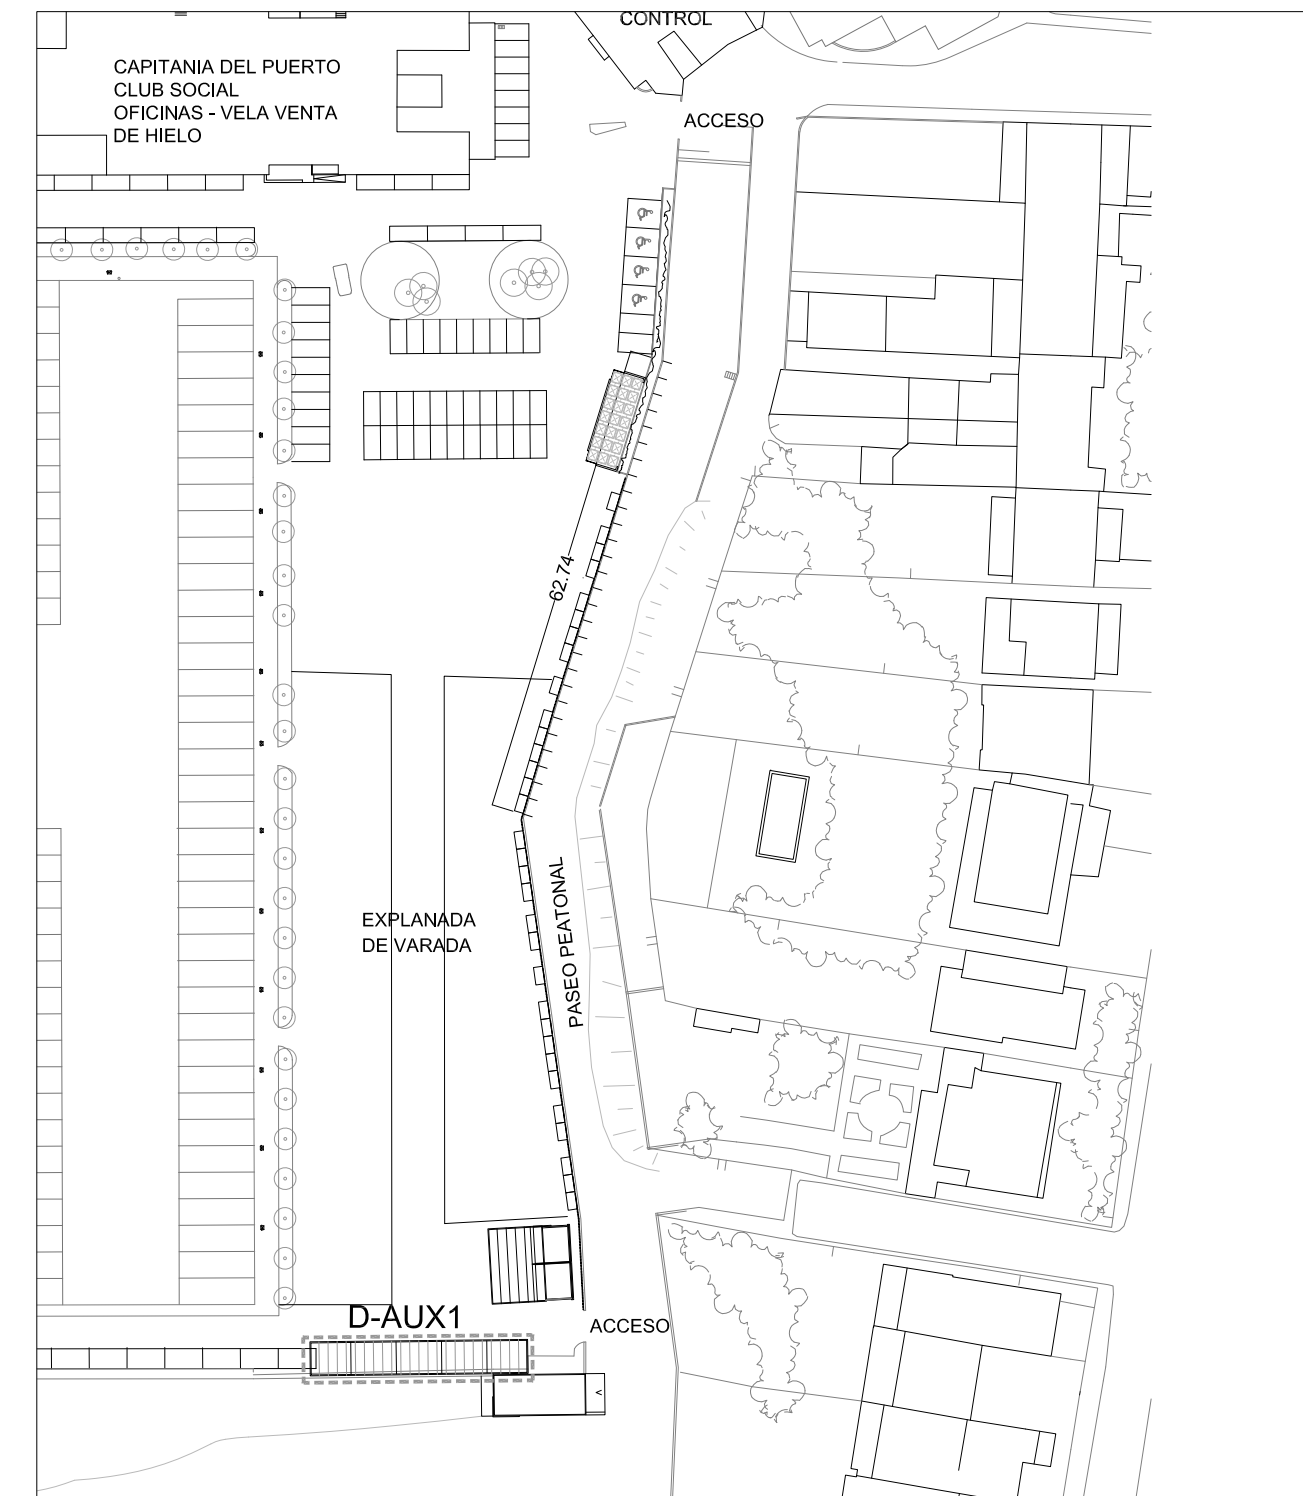 CONTROL
CAPITANIA DEL PUERTO
CLUB SOCIAL
OFICINAS - VELA VENTA
DE HIELO
ACCESO
62.74
PASEO PEATONAL
EXPLANADA
DE VARADA
D-AUX1
ACCESO
V